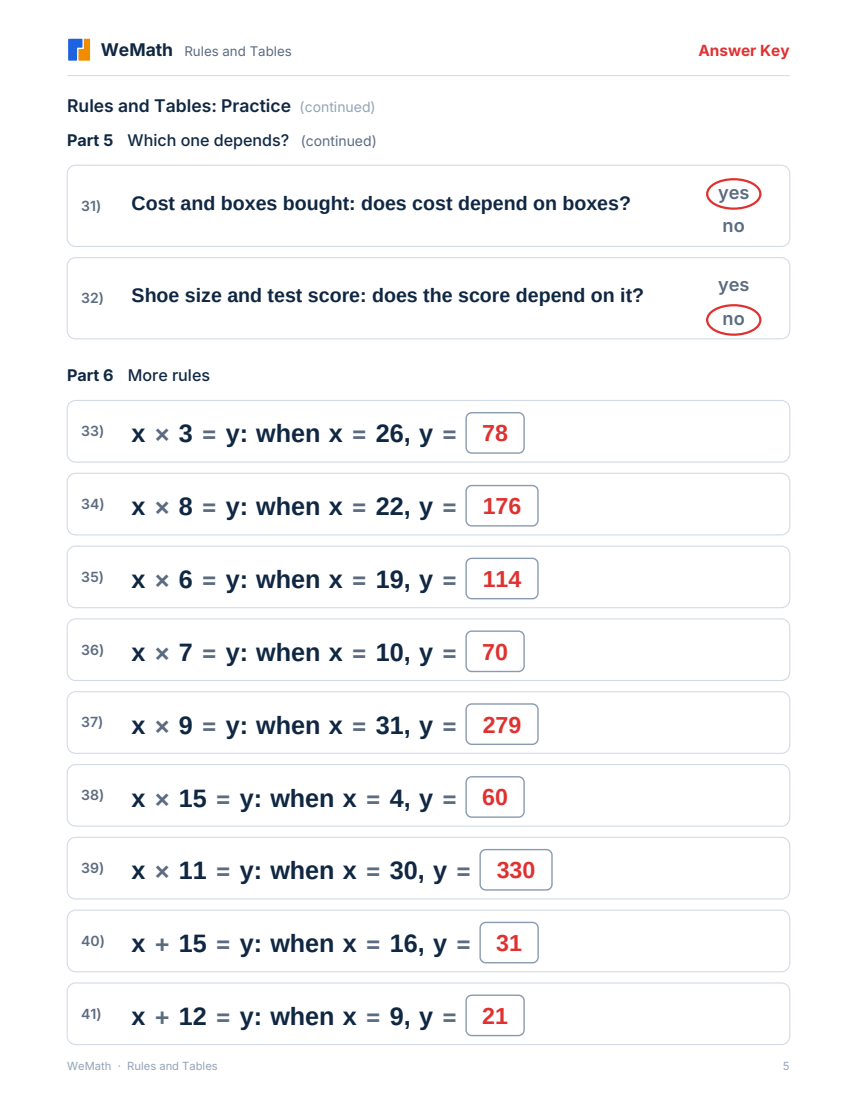 WeMath Rules and Tables Answer Key
Rules and Tables: Practice (continued)
Part 5 Which one depends? (continued)
31) Cost and boxes bought: does cost depend on boxes? yes
no
32) Shoe size and test score: does the score depend on it? yes
no
Part 6 More rules
33) x × 3 = y: when x = 26, y = 78
34) x × 8 = y: when x = 22, y = 176
35) x × 6 = y: when x = 19, y = 114
36) x × 7 = y: when x = 10, y = 70
37) x × 9 = y: when x = 31, y = 279
38) x × 15 = y: when x = 4, y = 60
39) x × 11 = y: when x = 30, y = 330
40) x + 15 = y: when x = 16, y = 31
41) x + 12 = y: when x = 9, y = 21
WeMath · Rules and Tables 5